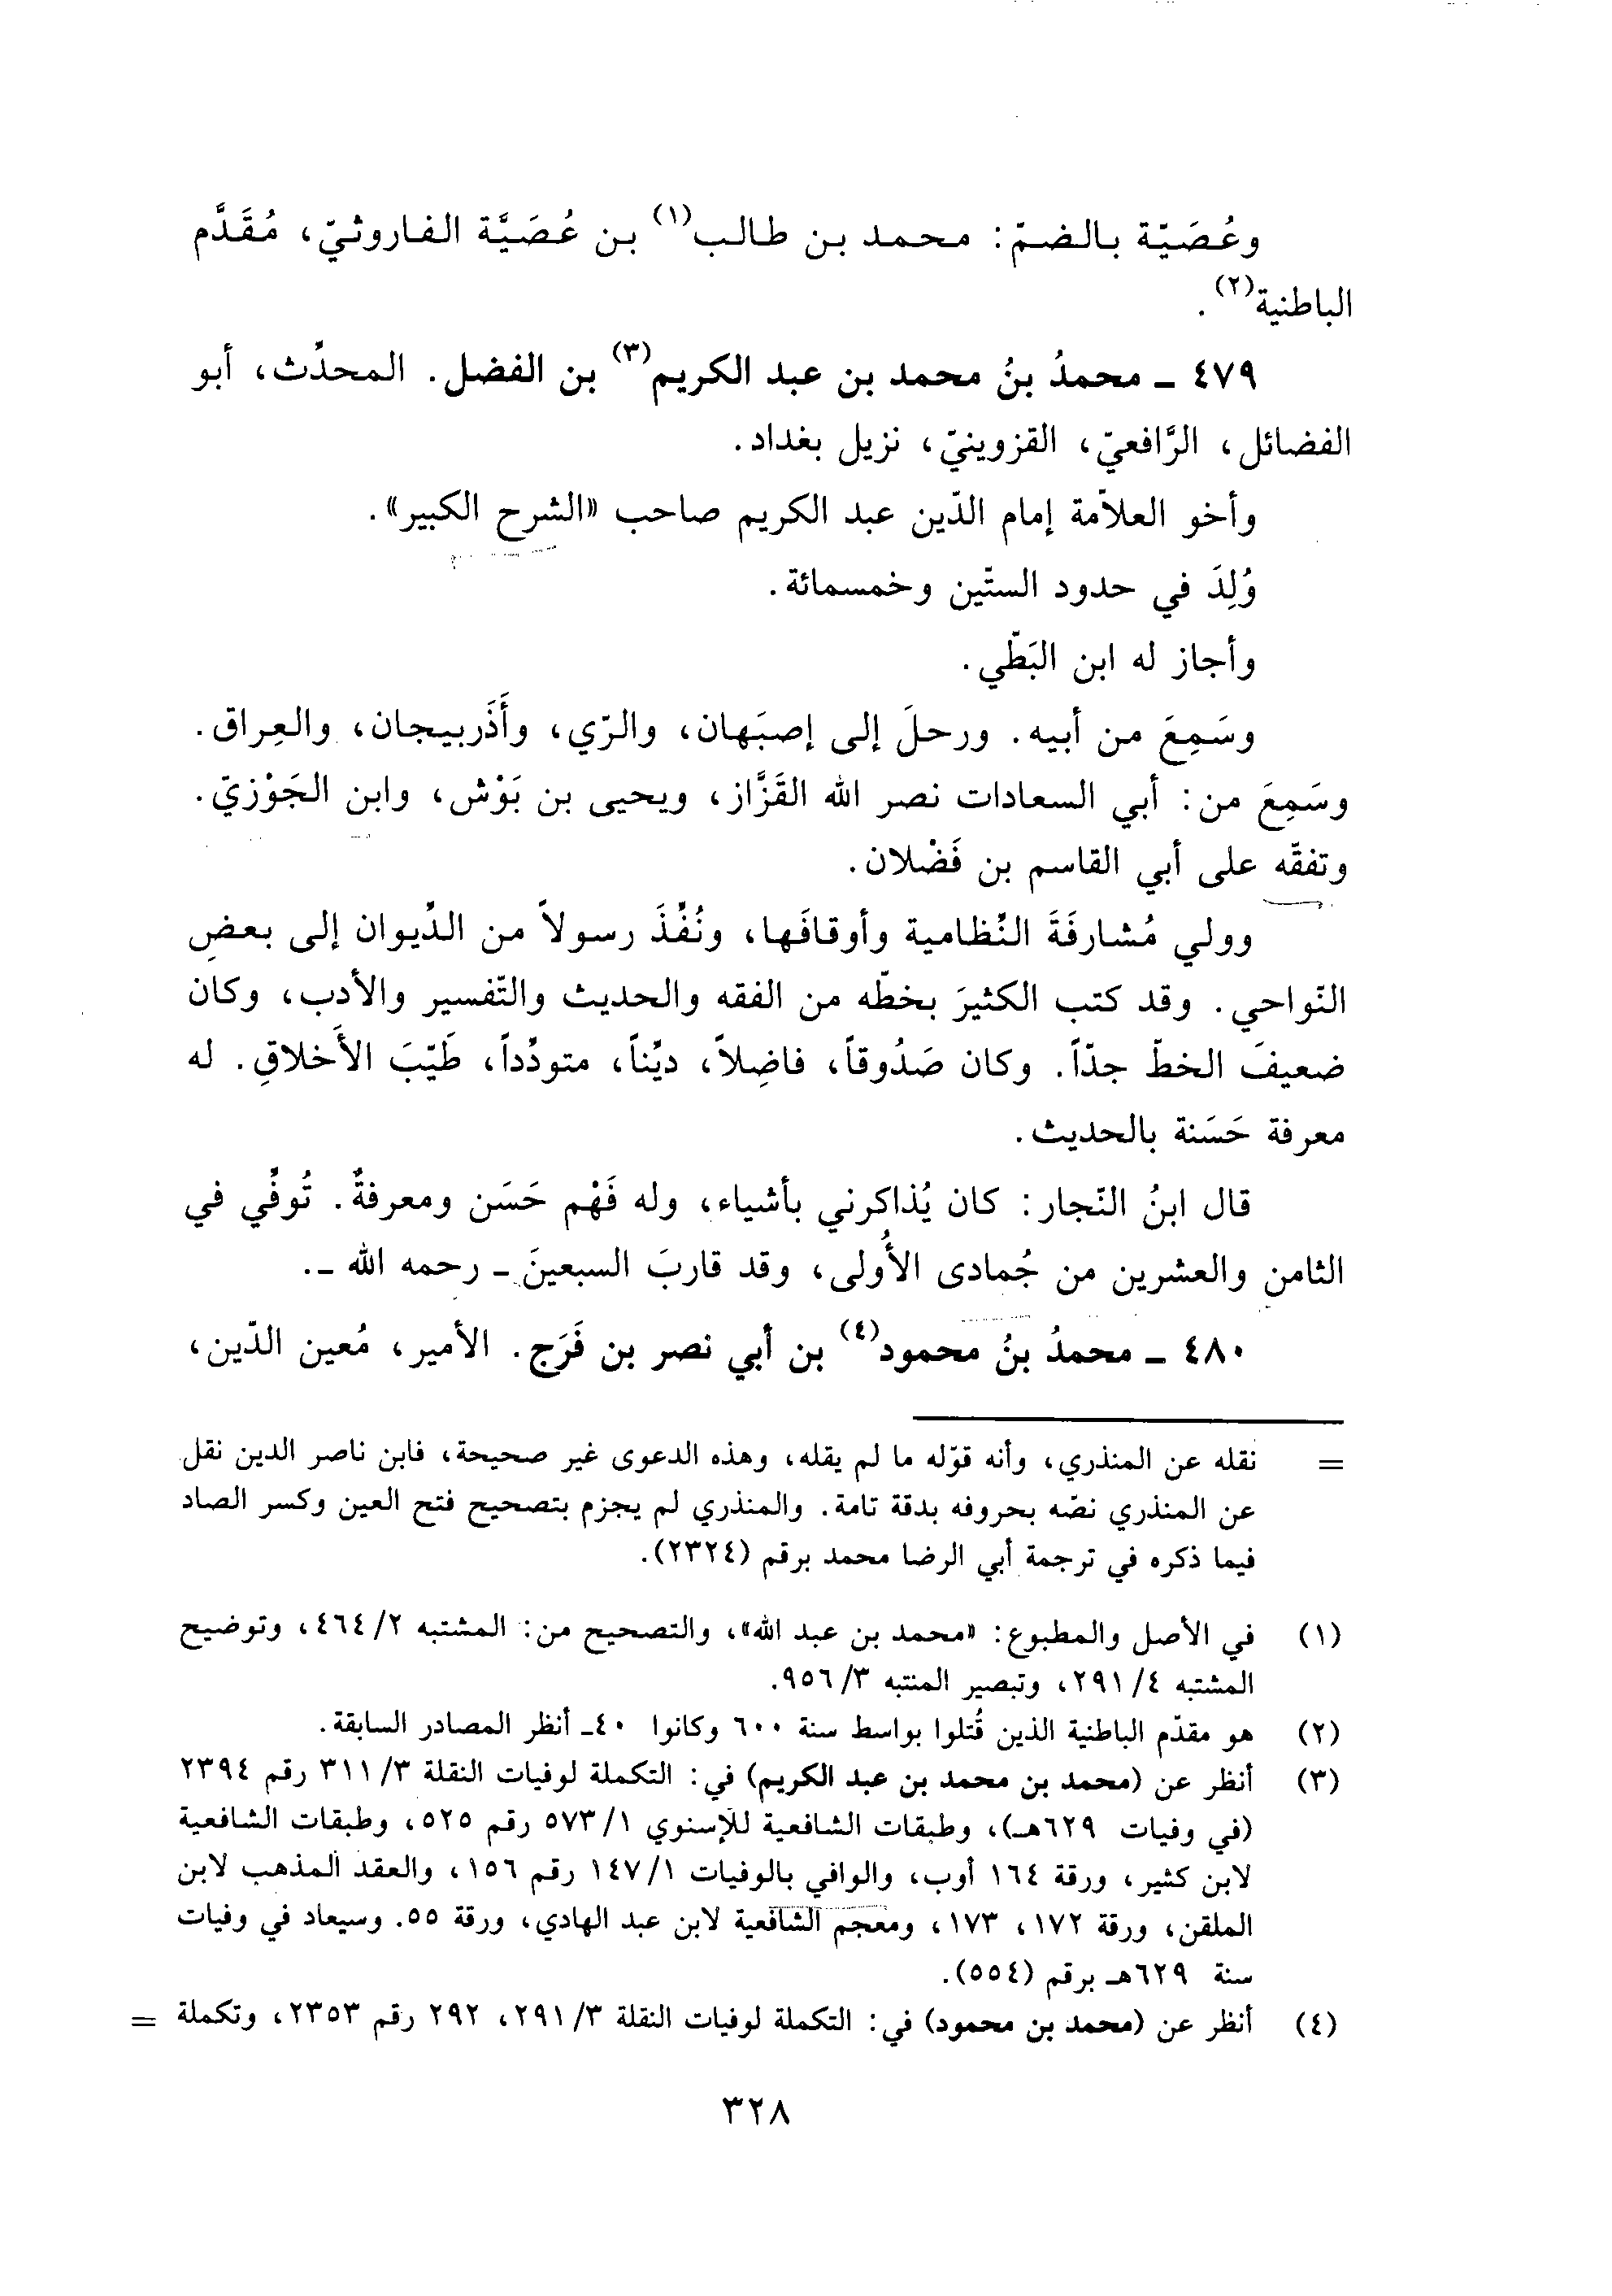 وعُصَيّة بالضمّ: محمد بن طالب(١) بن عُصَيَّة الفاروثيّ، مُقَدَّم
الباطنية(٢).
٤٧٩ ـ محمدُ بنُ محمد بن عبد الكريم(٣) بن الفضل. المحدِّث، أبو
الفضائل، الرَّافعيّ، القزوينيّ، نزيل بغداد.
وأخو العلاّمة إمام الدّين عبد الكريم صاحب «الشرح الكبير».
وُلِدَ في حدود الستّين وخمسمائة.
وأجاز له ابن البَطّي.
وسَمِعَ من أبيه. ورحلَ إلى إصبَهان، والرّي، وأَذَربيجان، والعِراق.
وسَمِعَ من: أبي السعادات نصر الله القَزَّاز، ويحيى بن بَوْش، وابن الجَوْزيّ.
وتفقّه على أبي القاسم بن فَضْلان.
وولي مُشارفَةَ النِّظامية وأوقافَها، ونُفِّذَ رسولاً من الدِّيوان إلى بعضِ
النّواحي. وقد كتب الكثيرَ بخطّه من الفقه والحديث والتّفسير والأدب، وكان
ضعيفَ الخطّ جدّاً. وكان صَدُوقاً، فاضِلاً، ديِّناً، متودِّداً، طَيّبَ الأَخلاقِ. له
معرفة حَسَنة بالحديث.
قال ابنُ النّجار: كان يُذاكرني بأشياء، وله فَهْم حَسَن ومعرفةٌ. تُوفّي في
الثامن والعشرين من جُمادى الأُولى، وقد قاربَ السبعينَ ـ رحمه الله ـ.
٤٨٠ ـ محمدُ بنُ محمود(٤) بن أبي نصر بن فَرَج. الأمير، مُعين الدّين،
= نقله عن المنذري، وأنه قوّله ما لم يقله، وهذه الدعوى غير صحيحة، فابن ناصر الدين نقل
عن المنذري نصّه بحروفه بدقة تامة. والمنذري لم يجزم بتصحيح فتح العين وكسر الصاد
فيما ذكره في ترجمة أبي الرضا محمد برقم (٢٣٢٤).
(١) في الأصل والمطبوع: «محمد بن عبد الله»، والتصحيح من: المشتبه ٢/ ٤٦٤، وتوضيح
المشتبه ٤/ ٢٩١، وتبصير المنتبه ٣/ ٩٥٦.
(٢) هو مقدّم الباطنية الذين قُتلوا بواسط سنة ٦٠٠ وكانوا ٤٠ـ أنظر المصادر السابقة.
(٣) أنظر عن (محمد بن محمد بن عبد الكريم) في: التكملة لوفيات النقلة ٣/ ٣١١ رقم ٢٣٩٤
(في وفيات ٦٢٩هـ)، وطبقات الشافعية للإسنوي ١/ ٥٧٣ رقم ٥٢٥، وطبقات الشافعية
لابن كثير، ورقة ١٦٤ أوب، والوافي بالوفيات ١/ ١٤٧ رقم ١٥٦، والعقد المذهب لابن
الملقن، ورقة ١٧٢، ١٧٣، ومعجم الشافعية لابن عبد الهادي، ورقة ٥٥. وسيعاد في وفيات
سنة ٦٢٩هـ برقم (٥٥٤).
(٤) أنظر عن (محمد بن محمود) في: التكملة لوفيات النقلة ٣/ ٢٩١، ٢٩٢ رقم ٢٣٥٣، وتكملة =
٣٢٨